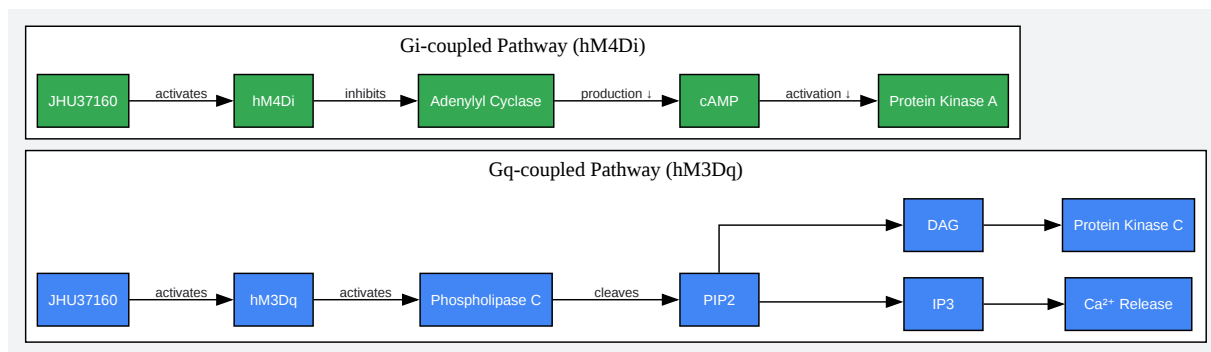 Gi-coupled Pathway (hM4Di)
JHU37160 activates hM4Di inhibits Adenylyl Cyclase production ↓ cAMP activation ↓ Protein Kinase A
Gq-coupled Pathway (hM3Dq)
DAG Protein Kinase C
JHU37160 activates hM3Dq activates Phospholipase C cleaves PIP2 IP3 Ca²⁺ Release